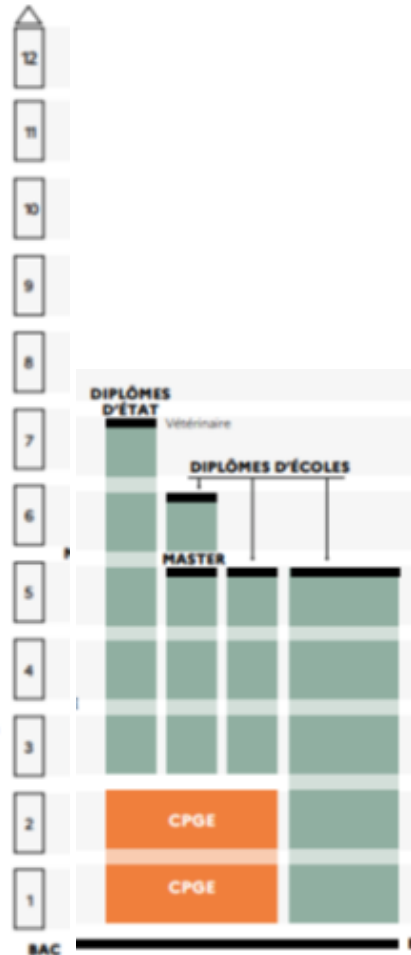 12
11
10
9
8
DIPLÔMES
D'ÉTAT
7
Vétérinaire
DIPLÔMES D'ÉCOLES
6
MASTER
5
4
3
2
CPGE
1
CPGE
BAC